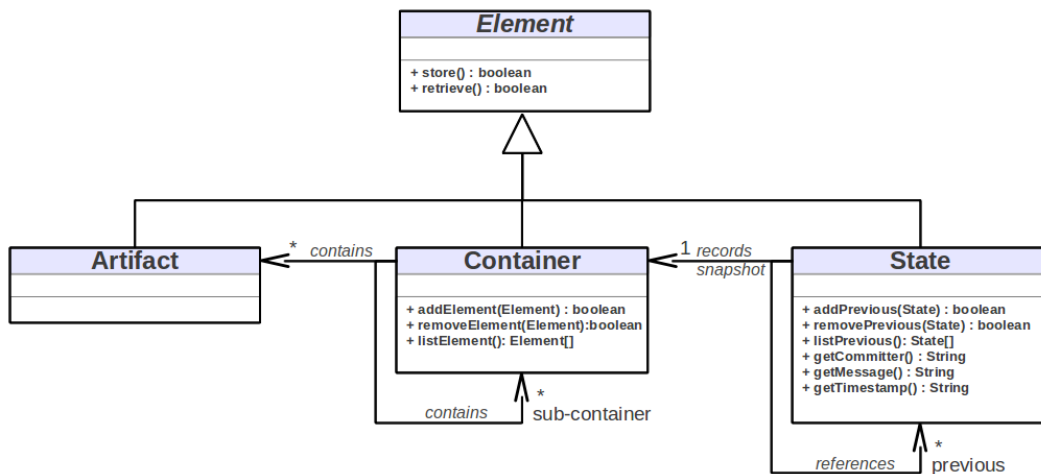 Element
+ store() : boolean
+ retrieve() : boolean
Artifact
* contains
Container
+ addElement(Element) : boolean
+ removeElement(Element):boolean
+ listElement(): Element[]
contains
*
sub-container
1 records
snapshot
State
+ addPrevious(State) : boolean
+ removePrevious(State) : boolean
+ listPrevious(): State[]
+ getCommitter() : String
+ getMessage() : String
+ getTimestamp() : String
references
*
previous